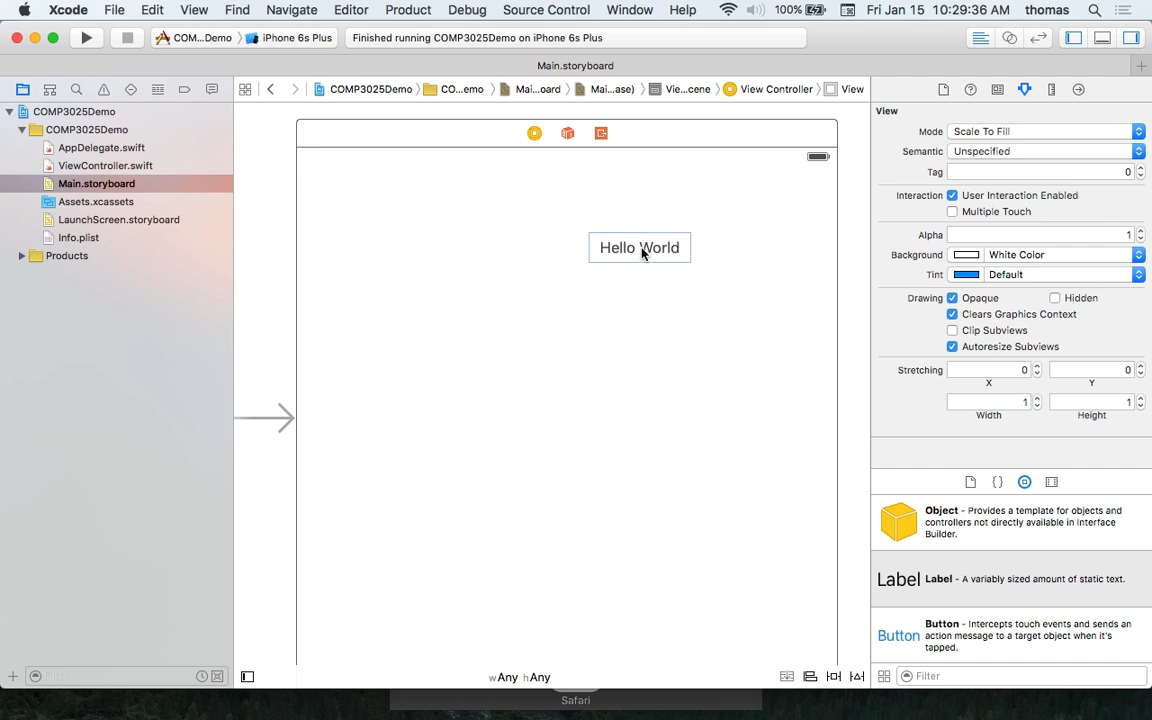 Xcode File Edit View Find Navigate Editor Product Debug Source Control Window Help 100% Fri Jan 15 10:29:36 AM thomas
COM...Demo iPhone 6s Plus Finished running COMP3025Demo on iPhone 6s Plus
Main.storyboard
COMP3025Demo CO...emo Mai...oard Mai...ase) Vie...cene View Controller View
COMP3025Demo
COMP3025Demo
AppDelegate.swift
ViewController.swift
Main.storyboard
Assets.xcassets
LaunchScreen.storyboard
Info.plist
Products
Filter
Hello World
wAny hAny
View
Mode Scale To Fill
Semantic Unspecified
Tag 0
Interaction User Interaction Enabled
Multiple Touch
Alpha 1
Background White Color
Tint Default
Drawing Opaque Hidden
Clears Graphics Context
Clip Subviews
Autoresize Subviews
Stretching 0 0
X Y
1 1
Width Height
Object - Provides a template for objects and
controllers not directly available in Interface
Builder.
Label Label - A variably sized amount of static text.
Button Button - Intercepts touch events and sends an
action message to a target object when it's
tapped.
Filter
Safari